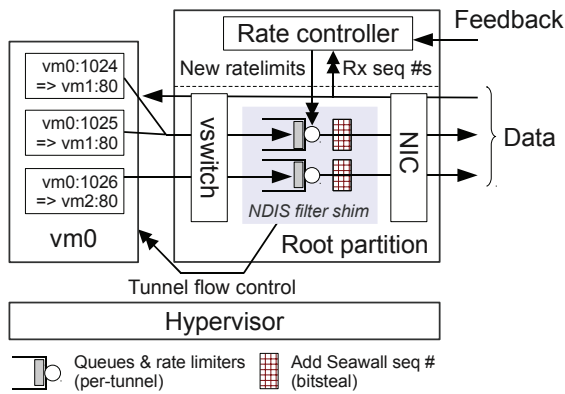 Rate controller
Feedback
New ratelimits
Rx seq #s
vm0:1024
=> vm1:80
vm0:1025
=> vm1:80
vm0:1026
=> vm2:80
vm0
vswitch
NIC
Data
NDIS filter shim
Root partition
Tunnel flow control
Hypervisor
Queues & rate limiters
(per-tunnel)
Add Seawall seq #
(bitsteal)